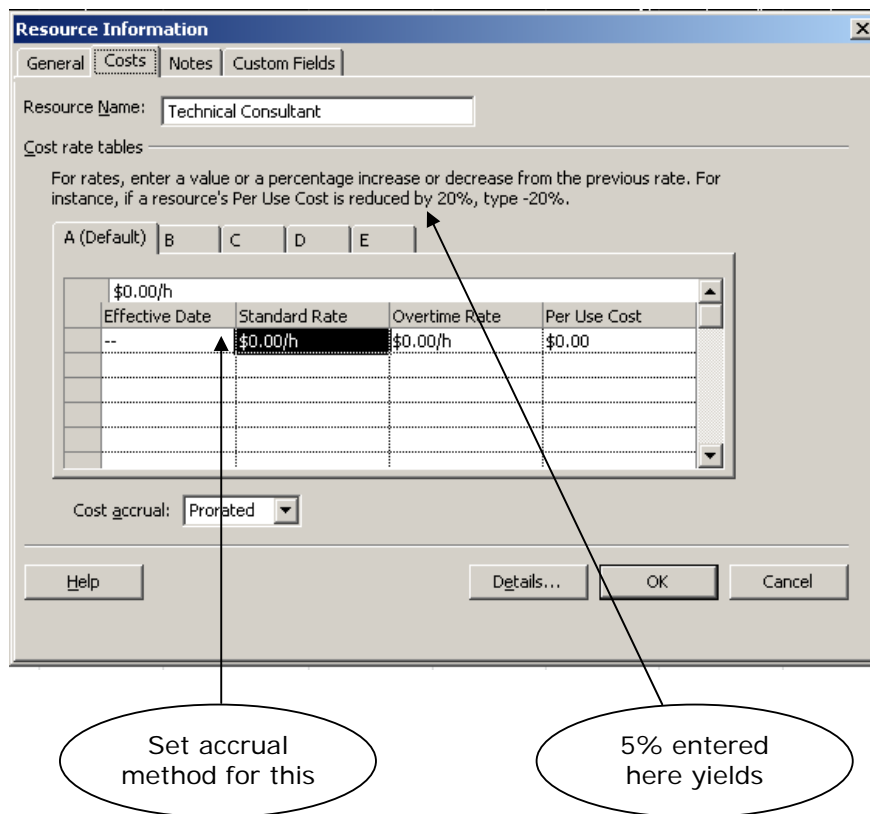 Resource Information
General Costs Notes Custom Fields
Resource Name: Technical Consultant
Cost rate tables
For rates, enter a value or a percentage increase or decrease from the previous rate. For
instance, if a resource's Per Use Cost is reduced by 20%, type -20%.
A (Default) B C D E
$0.00/h
Effective Date Standard Rate Overtime Rate Per Use Cost
-- $0.00/h $0.00/h $0.00
Cost accrual: Prorated
Help Details... OK Cancel
Set accrual
method for this
5% entered
here yields